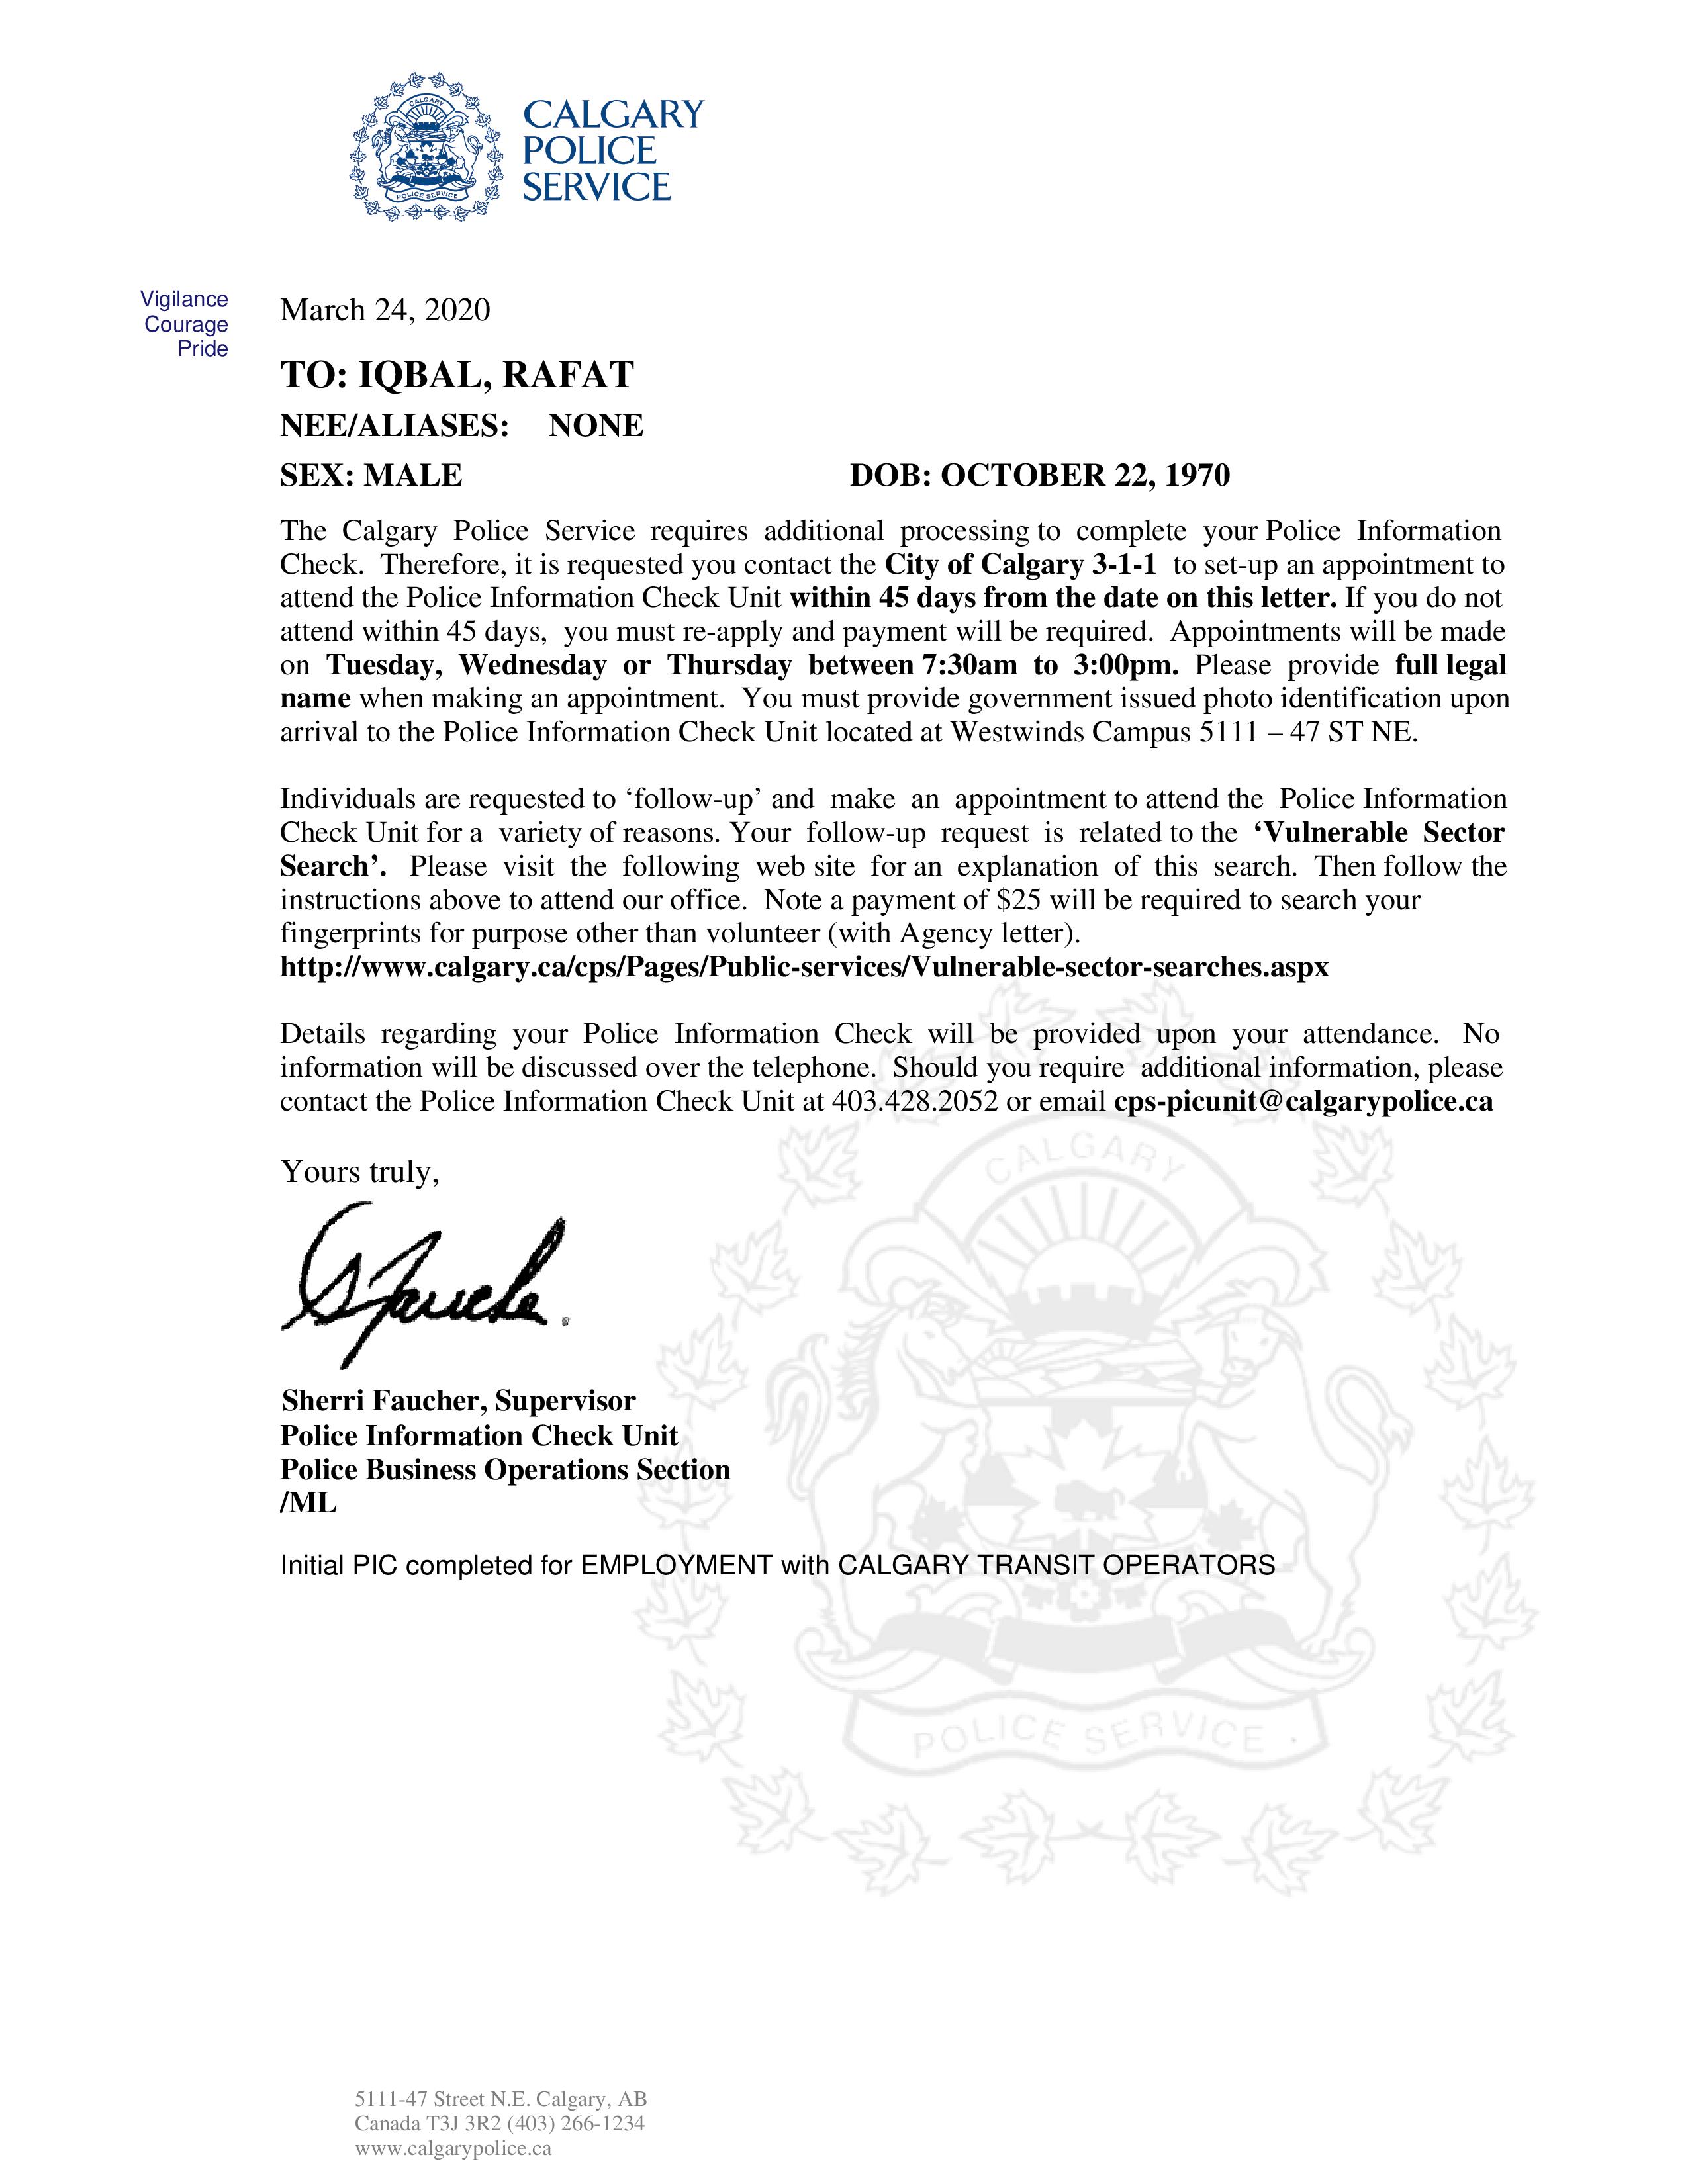 CALGARY
POLICE
SERVICE
CALGARY
POLICE SERVICE
Vigilance
Courage
Pride
March 24, 2020
TO: IQBAL, RAFAT
NEE/ALIASES: NONE
SEX: MALE DOB: OCTOBER 22, 1970
The Calgary Police Service requires additional processing to complete your Police Information
Check. Therefore, it is requested you contact the City of Calgary 3-1-1 to set-up an appointment to
attend the Police Information Check Unit within 45 days from the date on this letter. If you do not
attend within 45 days, you must re-apply and payment will be required. Appointments will be made
on Tuesday, Wednesday or Thursday between 7:30am to 3:00pm. Please provide full legal
name when making an appointment. You must provide government issued photo identification upon
arrival to the Police Information Check Unit located at Westwinds Campus 5111 – 47 ST NE.
Individuals are requested to ‘follow-up’ and make an appointment to attend the Police Information
Check Unit for a variety of reasons. Your follow-up request is related to the ‘Vulnerable Sector
Search’. Please visit the following web site for an explanation of this search. Then follow the
instructions above to attend our office. Note a payment of $25 will be required to search your
fingerprints for purpose other than volunteer (with Agency letter).
http://www.calgary.ca/cps/Pages/Public-services/Vulnerable-sector-searches.aspx
Details regarding your Police Information Check will be provided upon your attendance. No
information will be discussed over the telephone. Should you require additional information, please
contact the Police Information Check Unit at 403.428.2052 or email cps-picunit@calgarypolice.ca
CALGARY
Yours truly,
S Fauche.
Sherri Faucher, Supervisor
Police Information Check Unit
Police Business Operations Section
/ML
Initial PIC completed for EMPLOYMENT with CALGARY TRANSIT OPERATORS
POLICE SERVICE
5111-47 Street N.E. Calgary, AB
Canada T3J 3R2 (403) 266-1234
www.calgarypolice.ca